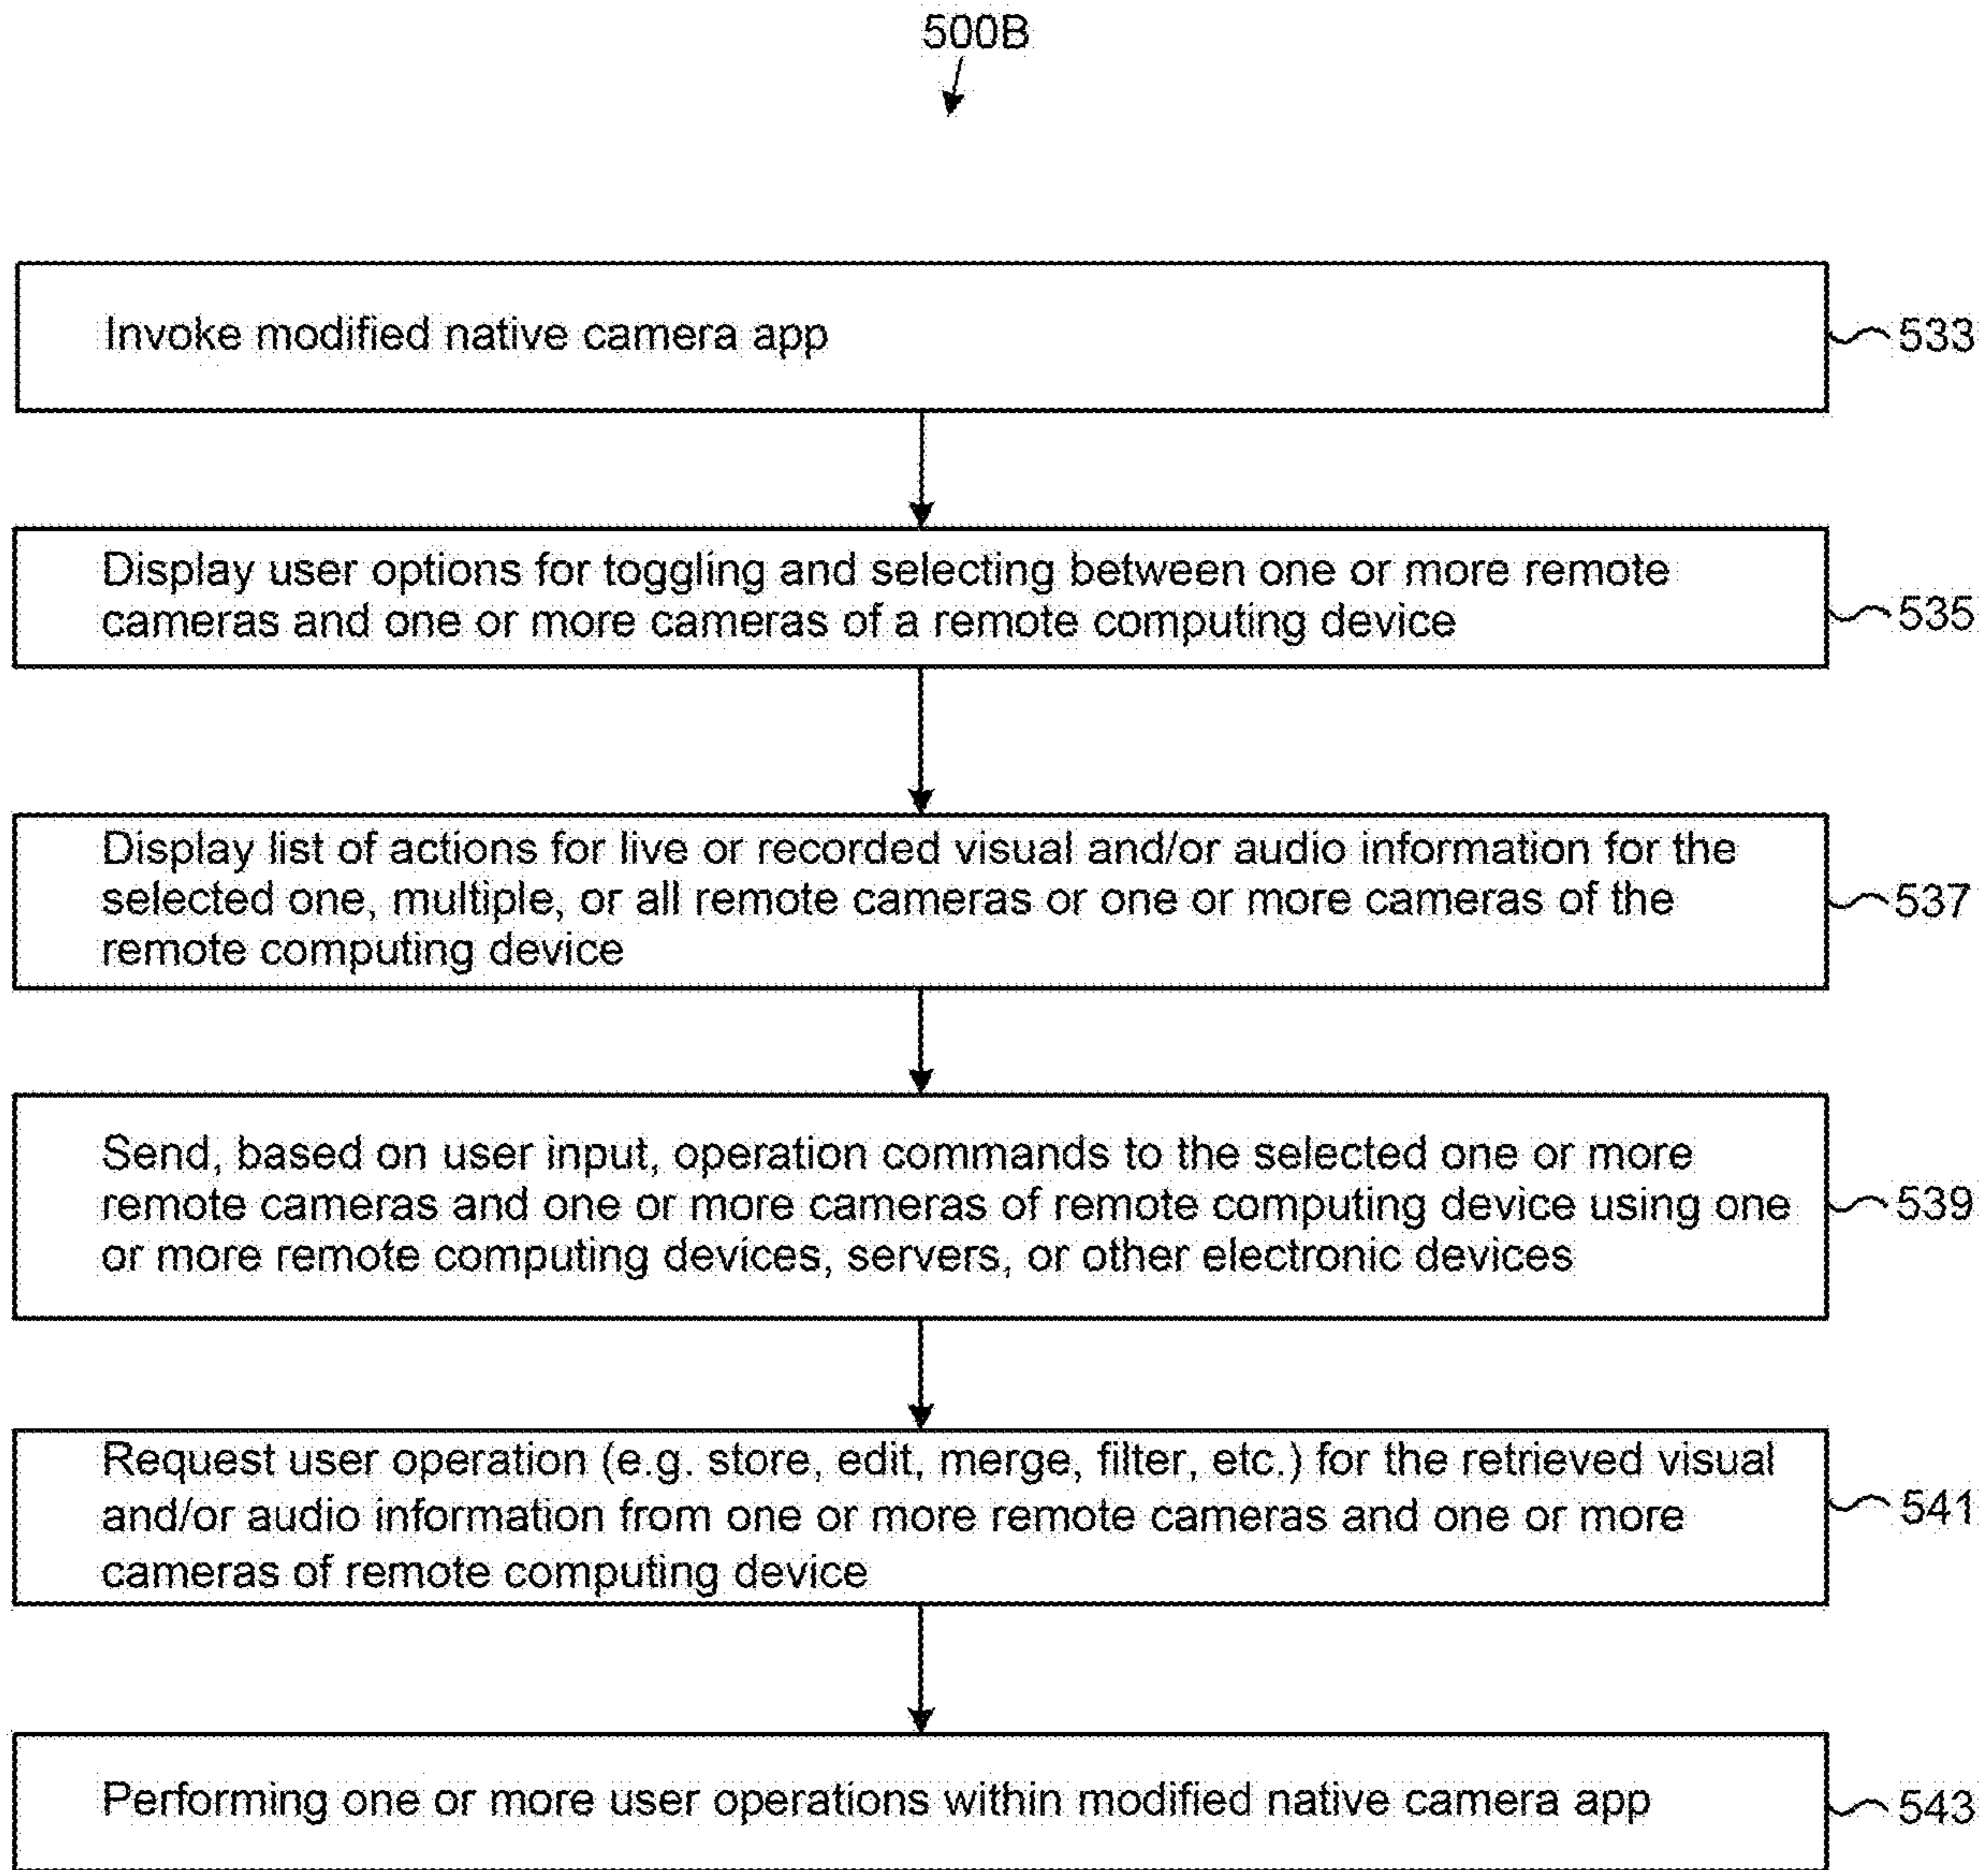 500B
Invoke modified native camera app
533
Display user options for toggling and selecting between one or more remote
cameras and one or more cameras of a remote computing device
535
Display list of actions for live or recorded visual and/or audio information for the
selected one, multiple, or all remote cameras or one or more cameras of the
remote computing device
537
Send, based on user input, operation commands to the selected one or more
remote cameras and one or more cameras of remote computing device using one
or more remote computing devices, servers, or other electronic devices
539
Request user operation (e.g. store, edit, merge, filter, etc.) for the retrieved visual
and/or audio information from one or more remote cameras and one or more
cameras of remote computing device
541
Performing one or more user operations within modified native camera app
543